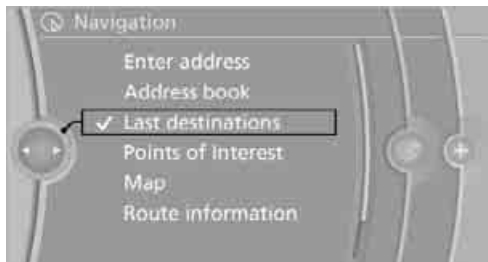 Navigation
Enter address
Address book
Last destinations
Points of Interest
Map
Route information